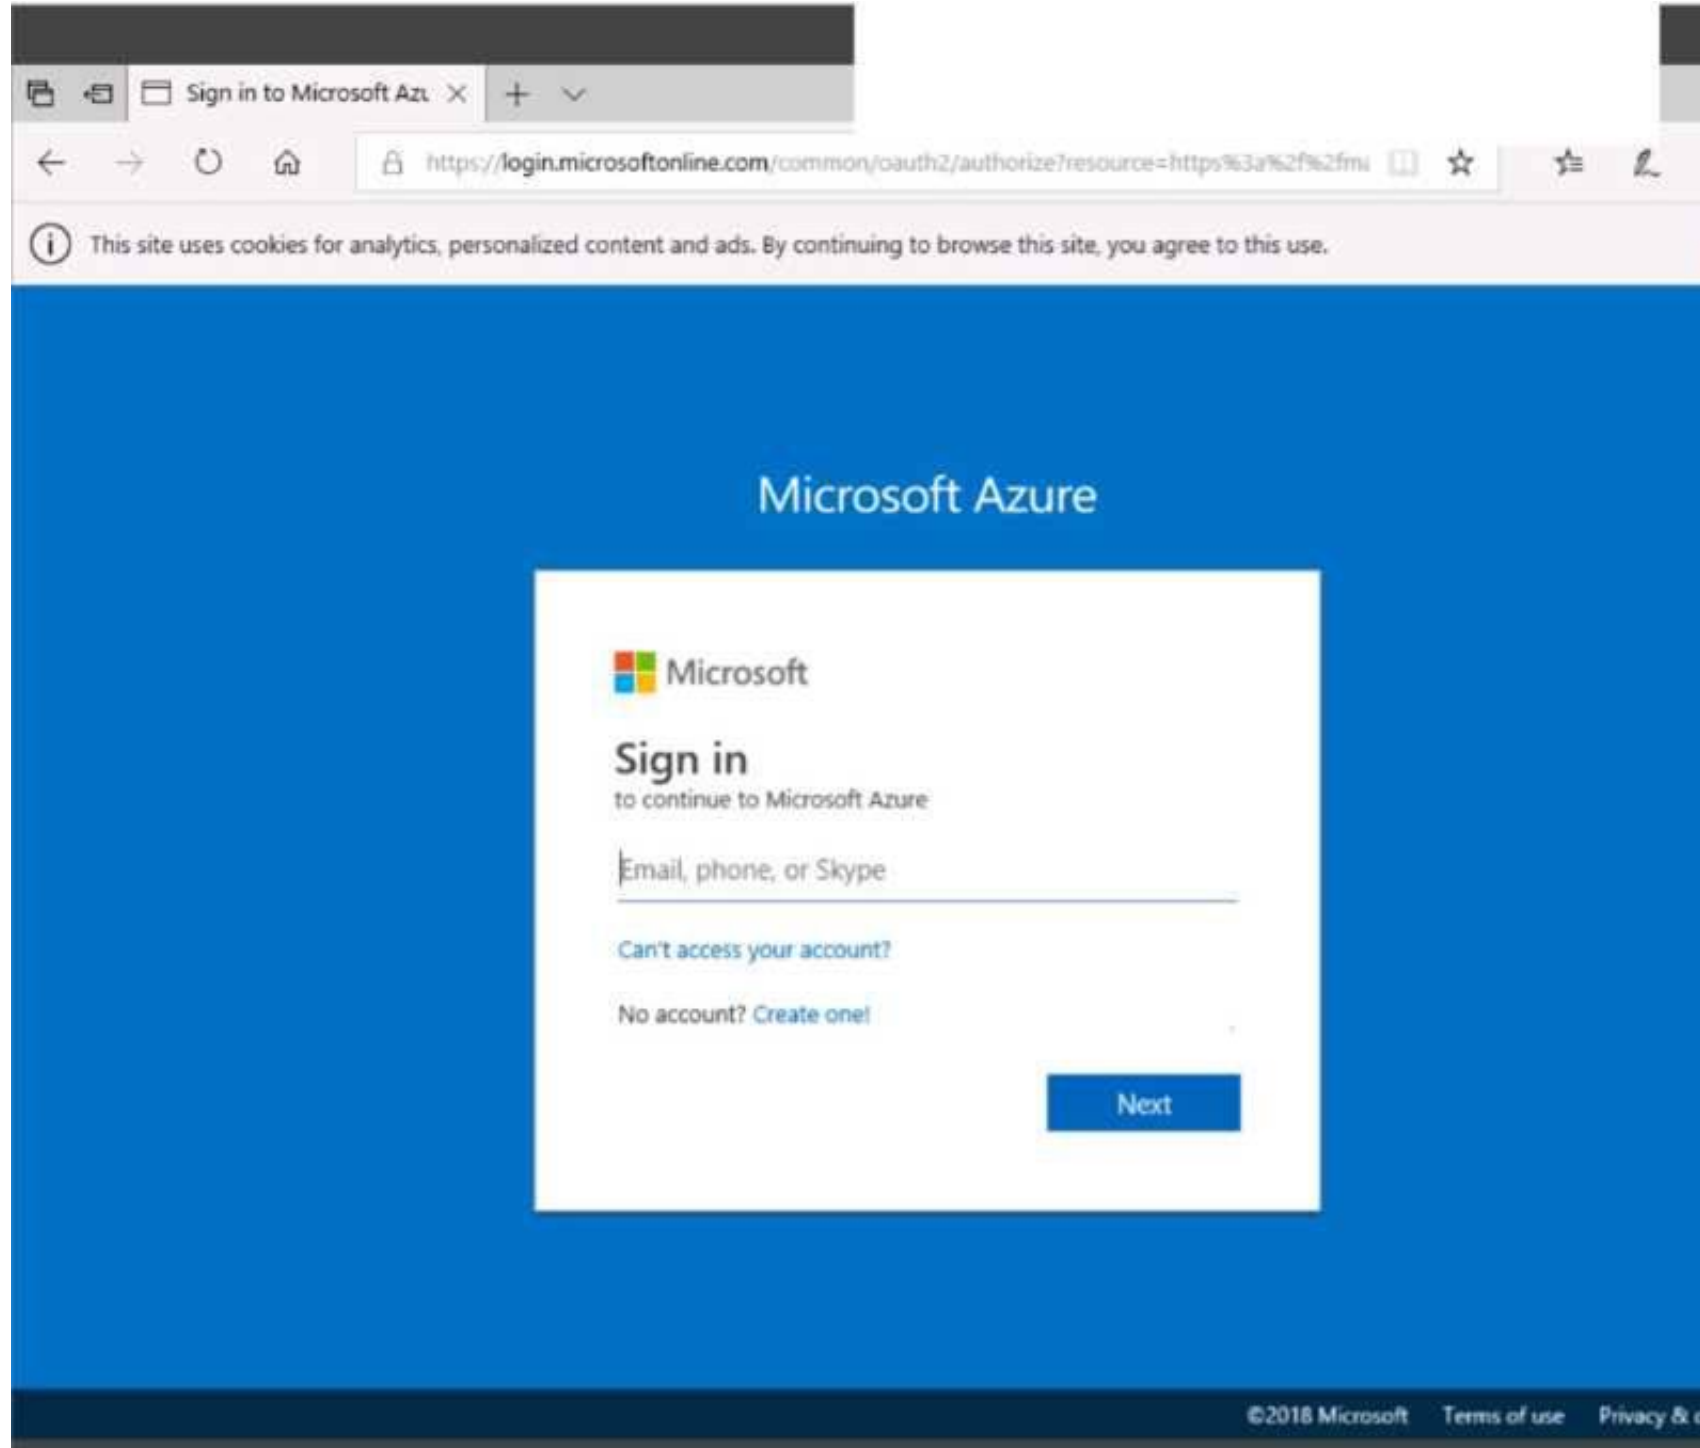 Sign in to Microsoft Azu
https://login.microsoftonline.com/common/oauth2/authorize?resource=https%3a%2f%2fma
This site uses cookies for analytics, personalized content and ads. By continuing to browse this site, you agree to this use.
Microsoft Azure
Microsoft
Sign in
to continue to Microsoft Azure
Email, phone, or Skype
Can't access your account?
No account? Create one!
Next
©2018 Microsoft Terms of use Privacy & c